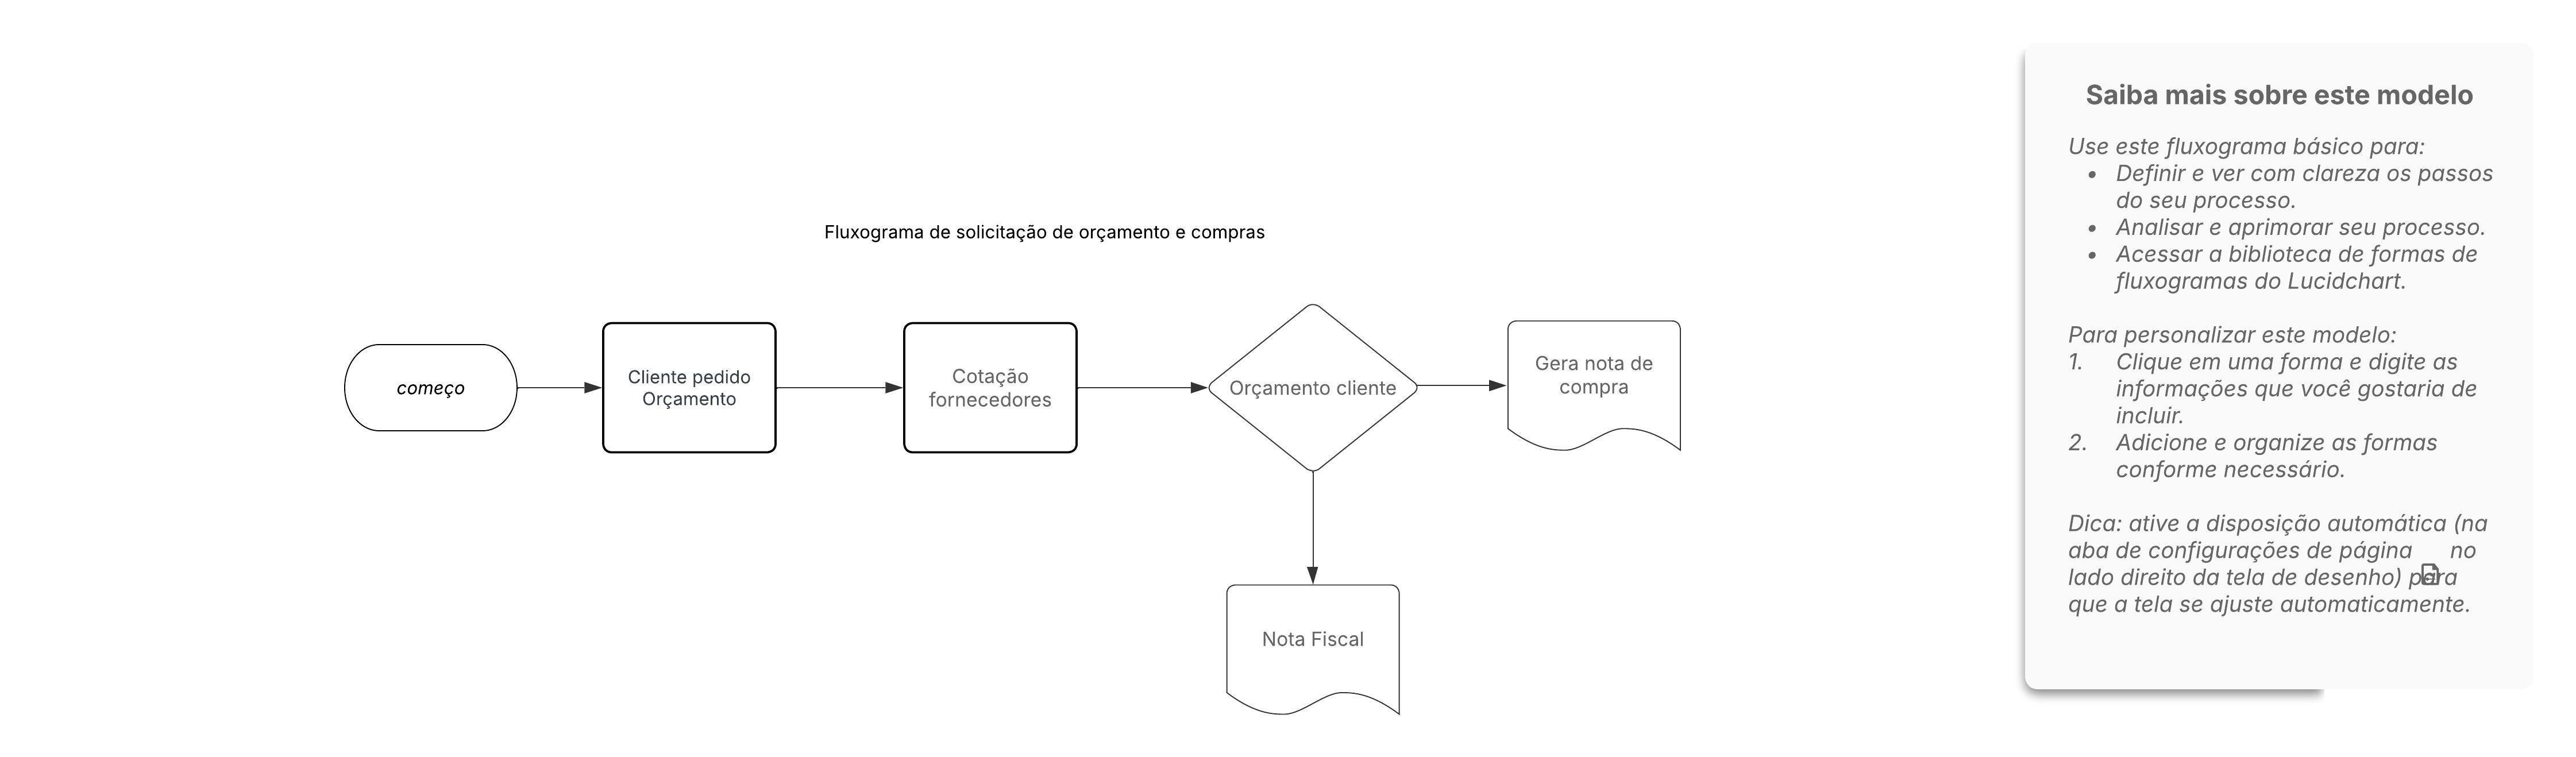 Fluxograma de solicitação de orçamento e compras
começo
Cliente pedido
Orçamento
Cotação
fornecedores
Orçamento cliente
Gera nota de
compra
Nota Fiscal
Saiba mais sobre este modelo
Use este fluxograma básico para:
• Definir e ver com clareza os passos
do seu processo.
• Analisar e aprimorar seu processo.
• Acessar a biblioteca de formas de
fluxogramas do Lucidchart.
Para personalizar este modelo:
1. Clique em uma forma e digite as
informações que você gostaria de
incluir.
2. Adicione e organize as formas
conforme necessário.
Dica: ative a disposição automática (na
aba de configurações de página no
lado direito da tela de desenho) para
que a tela se ajuste automaticamente.